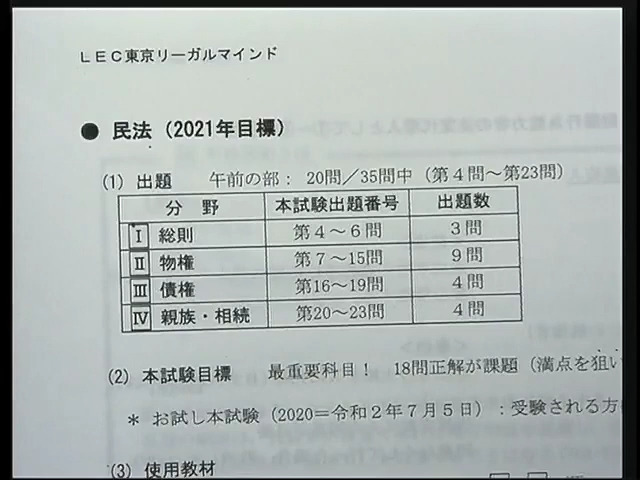 ＬＥＣ東京リーガルマインド
● 民法（2021年目標）
(1) 出題　午前の部： 20問／35問中（第４問～第23問）
分　野　本試験出題番号　出題数
Ⅰ 総則　第４～６問　３問
Ⅱ 物権　第７～15問　９問
Ⅲ 債権　第16～19問　４問
Ⅳ 親族・相続　第20～23問　４問
(2) 本試験目標　最重要科目！　18問正解が課題（満点を狙い
＊ お試し本試験（2020＝令和２年７月５日）：受験される方
(3) 使用教材